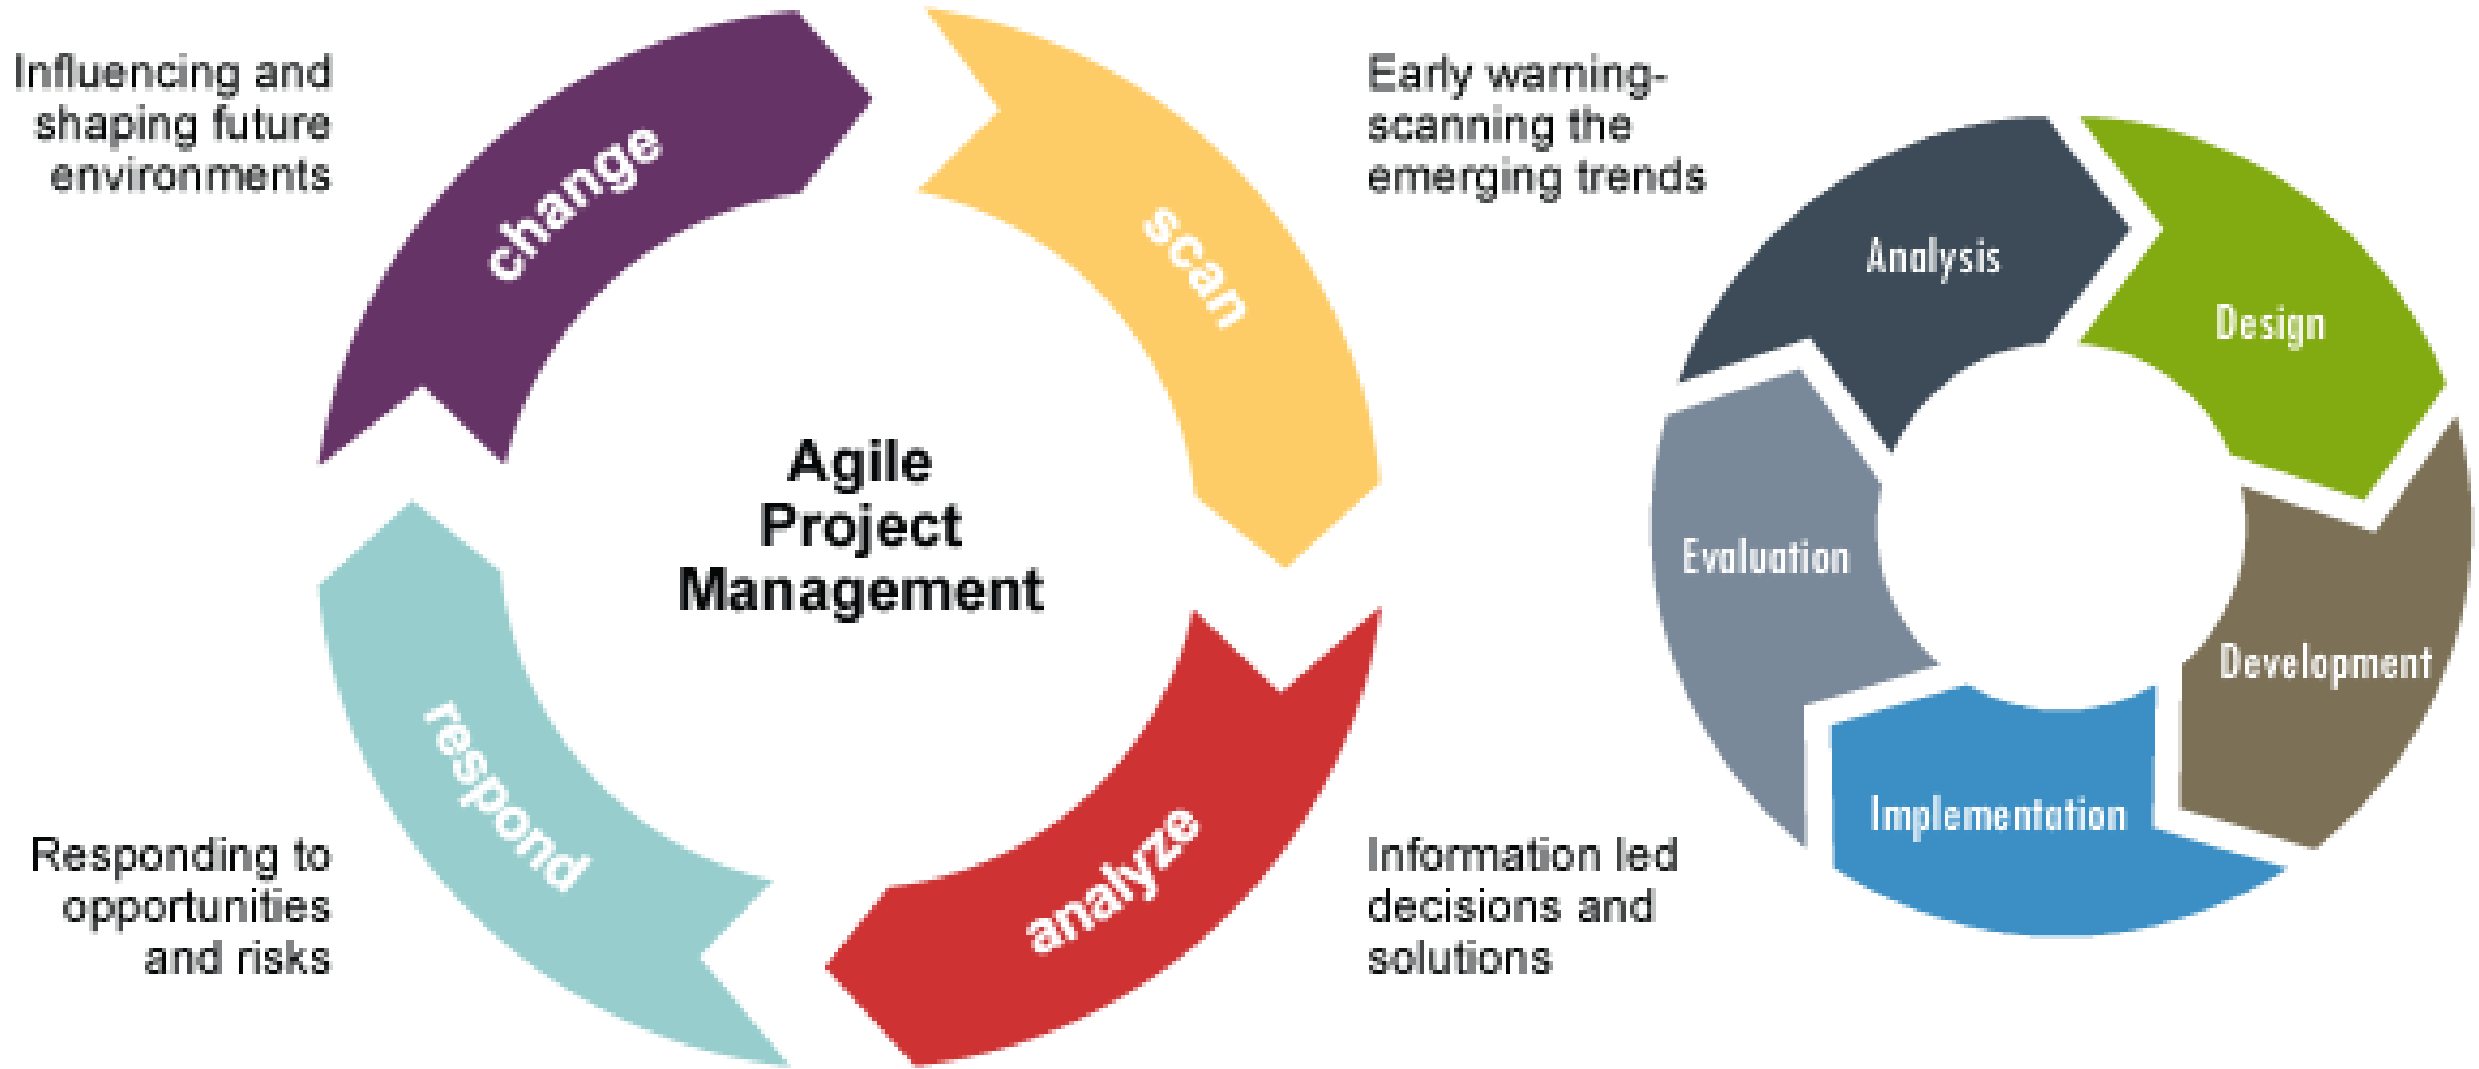 Influencing and
shaping future
environments
change
scan
Early warning-
scanning the
emerging trends
Agile
Project
Management
respond
analyze
Responding to
opportunities
and risks
Information led
decisions and
solutions
Analysis
Design
Evaluation
Development
Implementation